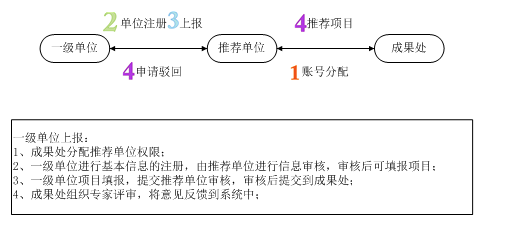 2单位注册3上报
4推荐项目
一级单位
推荐单位
成果处
4申请驳回
1账号分配
一级单位上报：
1、成果处分配推荐单位权限；
2、一级单位进行基本信息的注册，由推荐单位进行信息审核，审核后可填报项目；
3、一级单位项目填报，提交推荐单位审核，审核后提交到成果处；
4、成果处组织专家评审，将意见反馈到系统中；